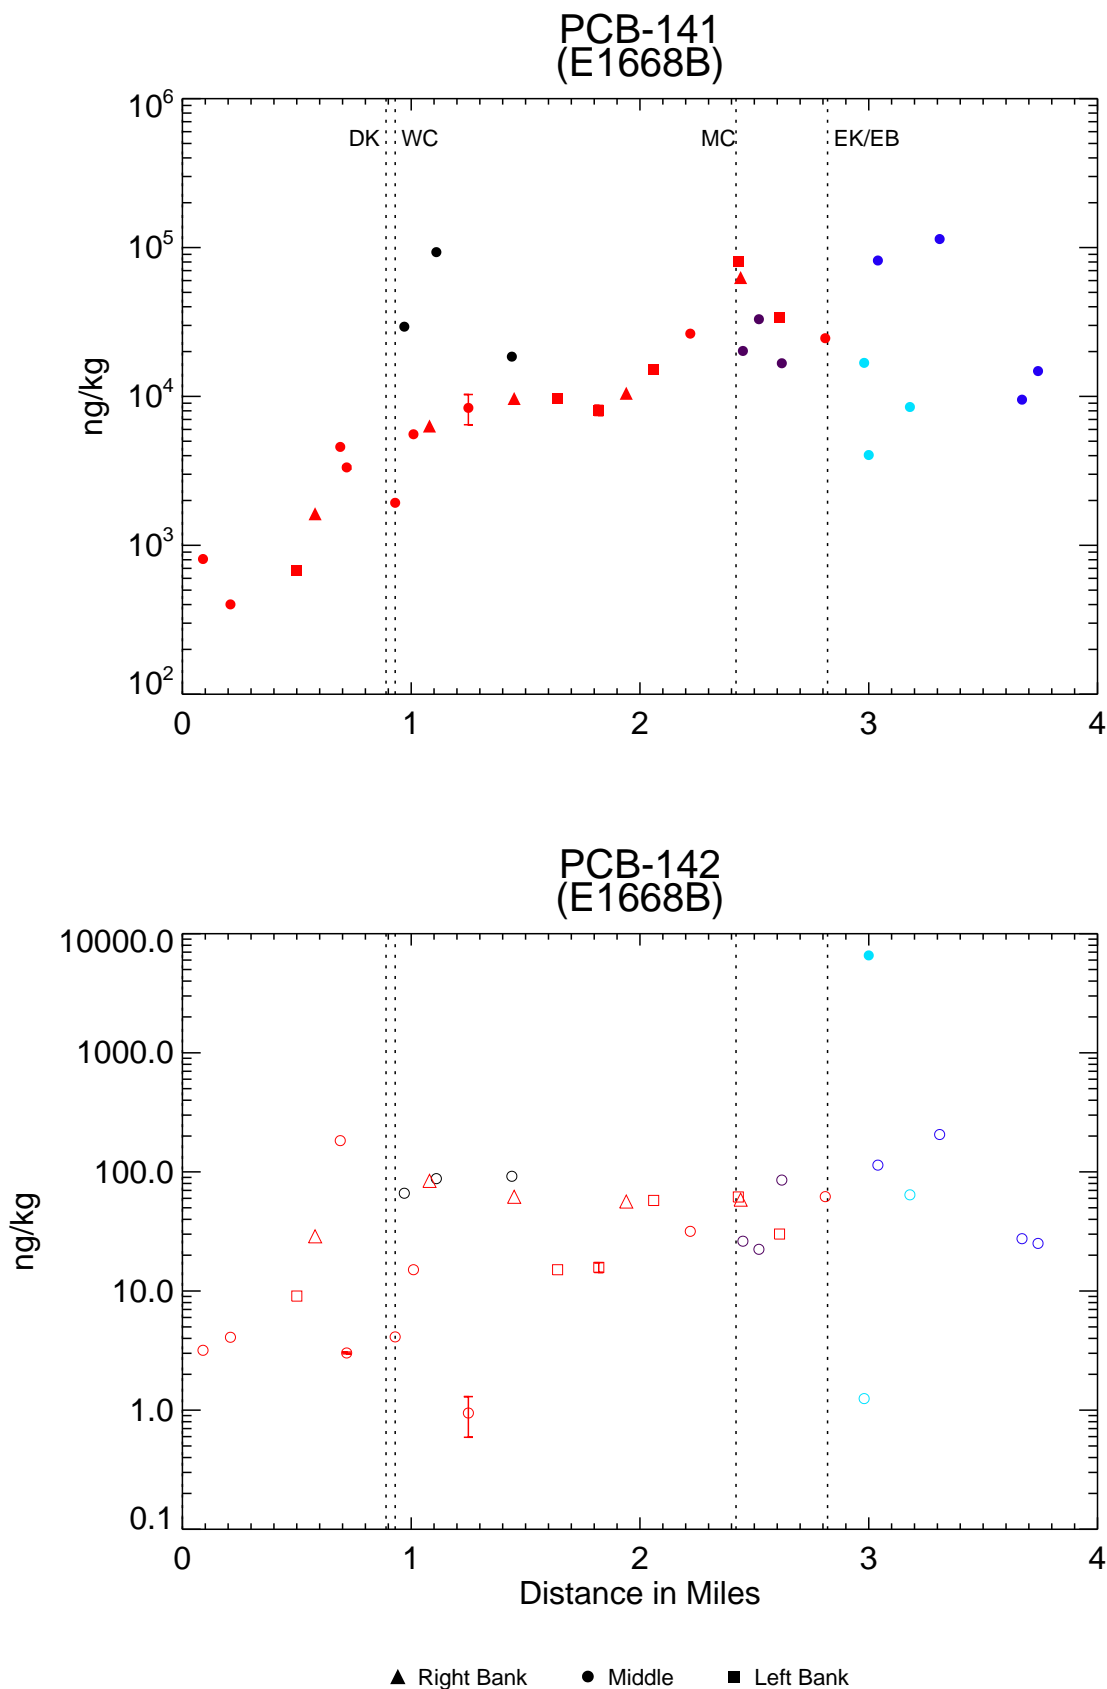 PCB-141
(E1668B)
10^6
DK WC MC EK/EB
10^5
10^4
10^3
10^2
ng/kg
0 1 2 3 4
PCB-142
(E1668B)
10000.0
1000.0
100.0
10.0
1.0
0.1
ng/kg
0 1 2 3 4
Distance in Miles
Right Bank Middle Left Bank